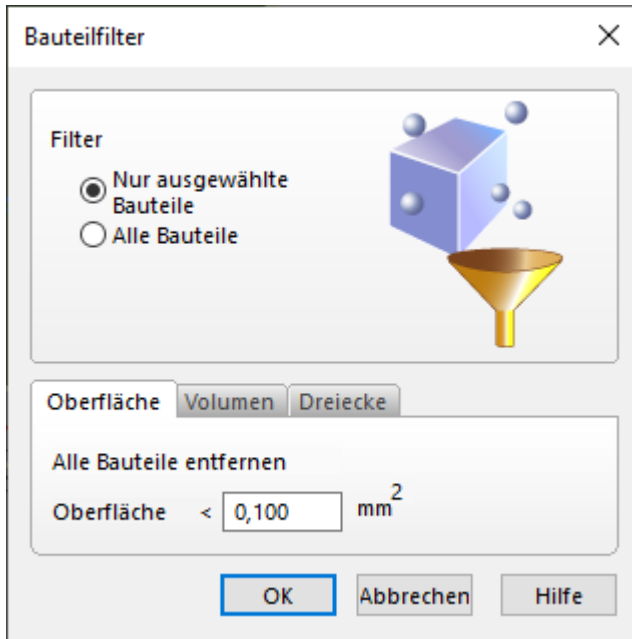 Bauteilfilter
Filter
Nur ausgewählte
Bauteile
Alle Bauteile
Oberfläche Volumen Dreiecke
Alle Bauteile entfernen
Oberfläche < 0,100 mm²
OK Abbrechen Hilfe